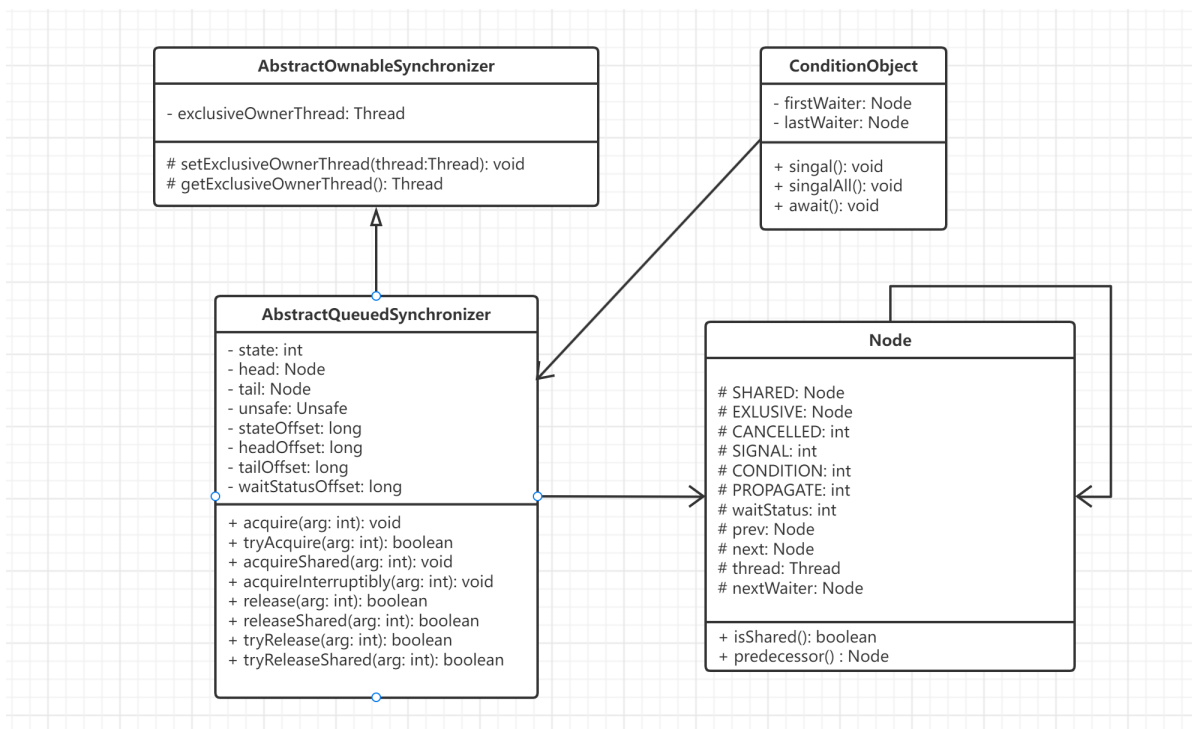 AbstractOwnableSynchronizer
- exclusiveOwnerThread: Thread
# setExclusiveOwnerThread(thread:Thread): void
# getExclusiveOwnerThread(): Thread
ConditionObject
- firstWaiter: Node
- lastWaiter: Node
+ singal(): void
+ singalAll(): void
+ await(): void
AbstractQueuedSynchronizer
- state: int
- head: Node
- tail: Node
- unsafe: Unsafe
- stateOffset: long
- headOffset: long
- tailOffset: long
- waitStatusOffset: long
+ acquire(arg: int): void
+ tryAcquire(arg: int): boolean
+ acquireShared(arg: int): void
+ acquireInterruptibly(arg: int): void
+ release(arg: int): boolean
+ releaseShared(arg: int): boolean
+ tryRelease(arg: int): boolean
+ tryReleaseShared(arg: int): boolean
Node
# SHARED: Node
# EXLUSIVE: Node
# CANCELLED: int
# SIGNAL: int
# CONDITION: int
# PROPAGATE: int
# waitStatus: int
# prev: Node
# next: Node
# thread: Thread
# nextWaiter: Node
+ isShared(): boolean
+ predecessor() : Node